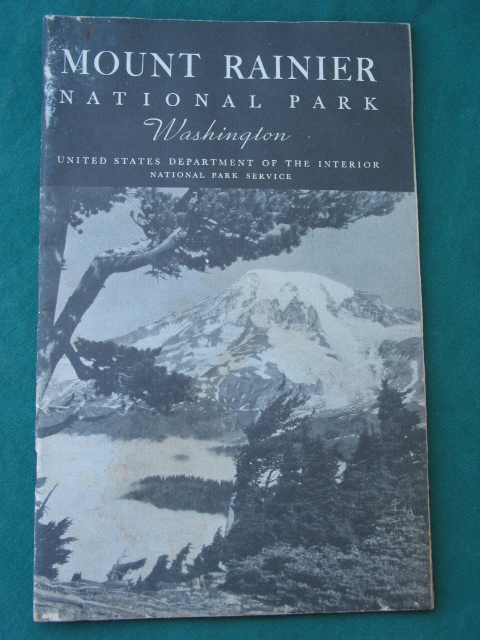 MOUNT RAINIER
NATIONAL PARK
Washington
UNITED STATES DEPARTMENT OF THE INTERIOR
NATIONAL PARK SERVICE